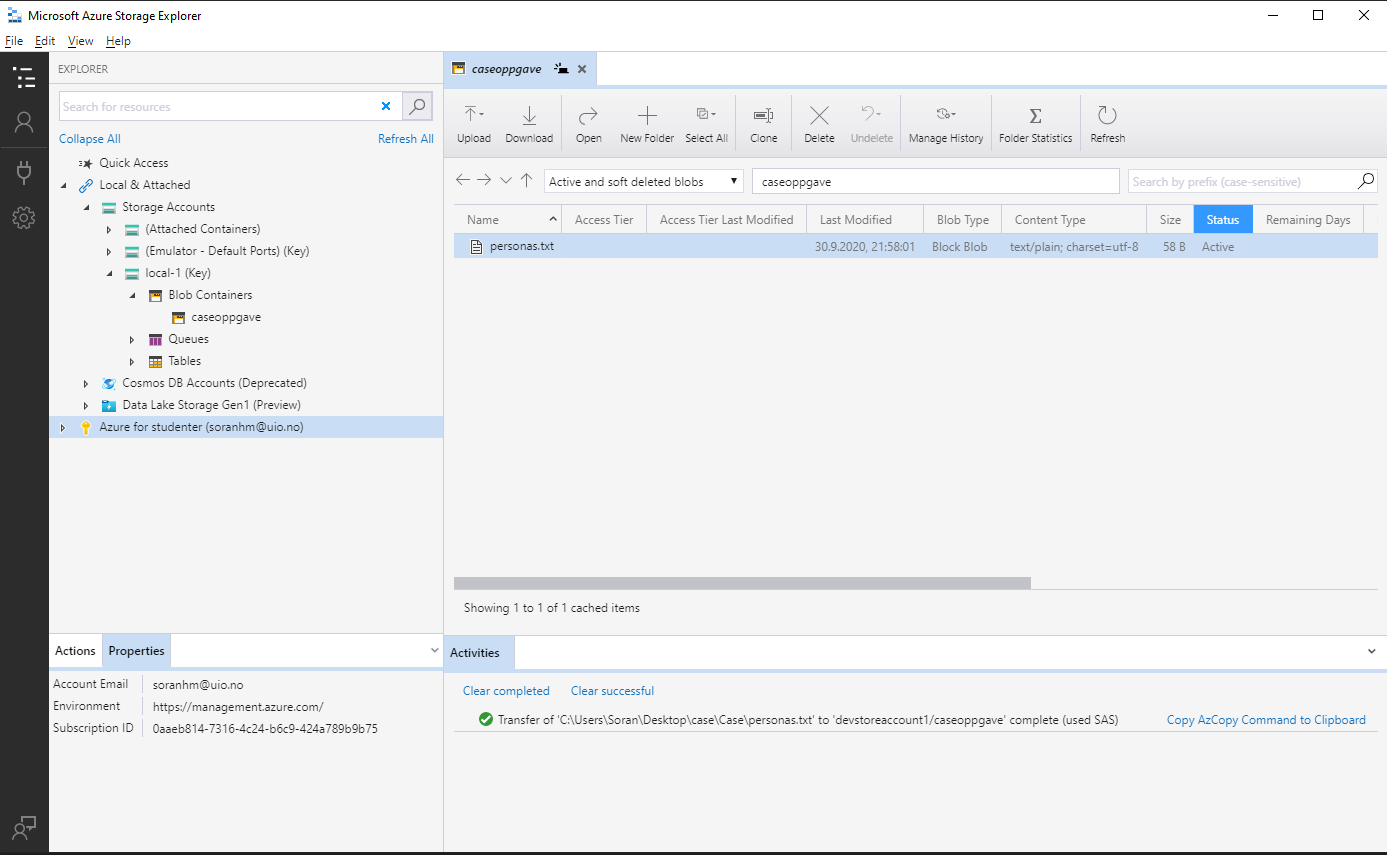 Microsoft Azure Storage Explorer
File Edit View Help
EXPLORER
Search for resources
Collapse All Refresh All
Quick Access
Local & Attached
Storage Accounts
(Attached Containers)
(Emulator - Default Ports) (Key)
local-1 (Key)
Blob Containers
caseoppgave
Queues
Tables
Cosmos DB Accounts (Deprecated)
Data Lake Storage Gen1 (Preview)
Azure for studenter (soranhm@uio.no)
Actions Properties
Account Email soranhm@uio.no
Environment https://management.azure.com/
Subscription ID 0aaeb814-7316-4c24-b6c9-424a789b9b75
caseoppgave
Upload Download Open New Folder Select All Clone Delete Undelete Manage History Folder Statistics Refresh
Active and soft deleted blobs caseoppgave Search by prefix (case-sensitive)
Name Access Tier Access Tier Last Modified Last Modified Blob Type Content Type Size Status Remaining Days
personas.txt 30.9.2020, 21:58:01 Block Blob text/plain; charset=utf-8 58 B Active
Showing 1 to 1 of 1 cached items
Activities
Clear completed Clear successful
Transfer of 'C:\Users\Soran\Desktop\case\Case\personas.txt' to 'devstoreaccount1/caseoppgave' complete (used SAS) Copy AzCopy Command to Clipboard